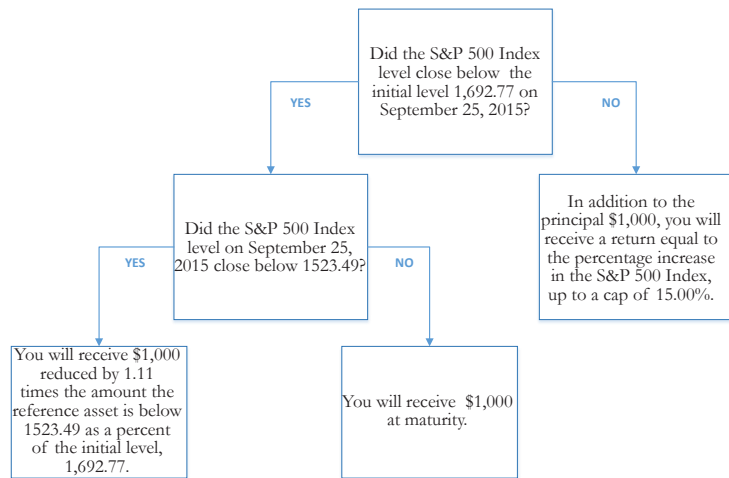 Did the S&P 500 Index
level close below the
initial level 1,692.77 on
September 25, 2015?
YES
NO
Did the S&P 500 Index
level on September 25,
2015 close below 1523.49?
In addition to the
principal $1,000, you will
receive a return equal to
the percentage increase
in the S&P 500 Index,
up to a cap of 15.00%.
YES
NO
You will receive $1,000
reduced by 1.11
times the amount the
reference asset is below
1523.49 as a percent
of the initial level,
1,692.77.
You will receive $1,000
at maturity.